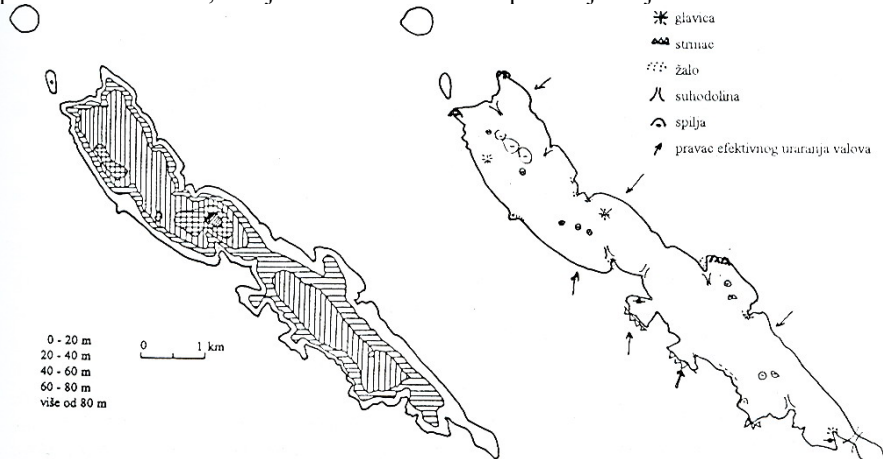 0 - 20 m
20 - 40 m
40 - 60 m
60 - 80 m
više od 80 m
0 1 km
glavica
strmac
žalo
suhodolina
spilja
pravac efektivnog uraranja valova